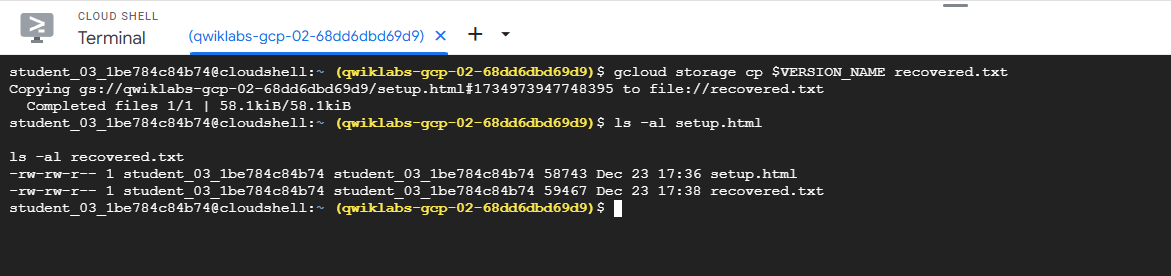 CLOUD SHELL
Terminal
(qwiklabs-gcp-02-68dd6dbd69d9)
student_03_1be784c84b74@cloudshell:~ (qwiklabs-gcp-02-68dd6dbd69d9)$ gcloud storage cp $VERSION_NAME recovered.txt
Copying gs://qwiklabs-gcp-02-68dd6dbd69d9/setup.html#1734973947748395 to file://recovered.txt
  Completed files 1/1 | 58.1kiB/58.1kiB
student_03_1be784c84b74@cloudshell:~ (qwiklabs-gcp-02-68dd6dbd69d9)$ ls -al setup.html
ls -al recovered.txt
-rw-rw-r-- 1 student_03_1be784c84b74 student_03_1be784c84b74 58743 Dec 23 17:36 setup.html
-rw-rw-r-- 1 student_03_1be784c84b74 student_03_1be784c84b74 59467 Dec 23 17:38 recovered.txt
student_03_1be784c84b74@cloudshell:~ (qwiklabs-gcp-02-68dd6dbd69d9)$